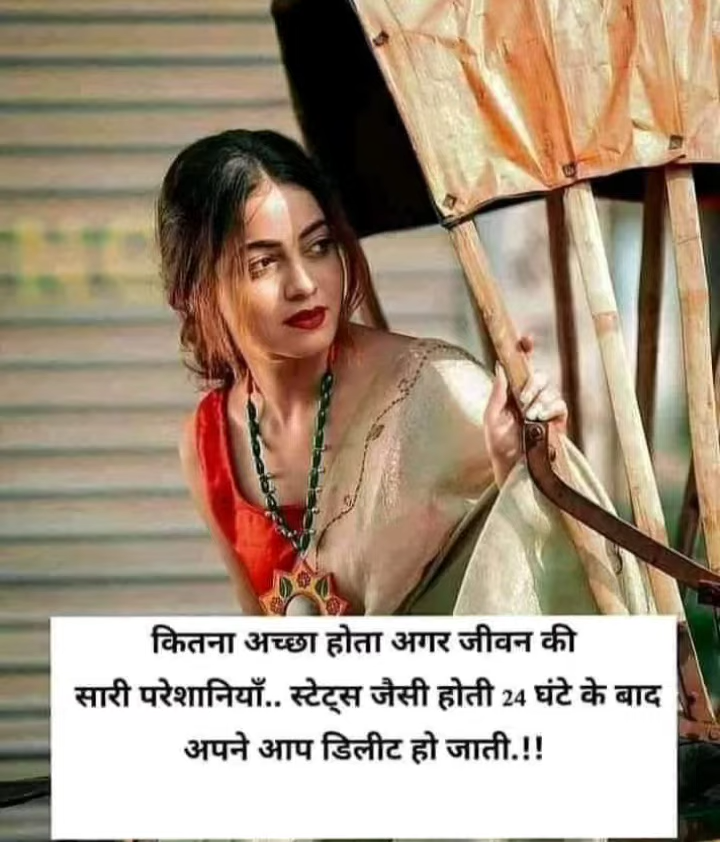 कितना अच्छा होता अगर जीवन की
सारी परेशानियाँ.. स्टेट्स जैसी होती 24 घंटे के बाद
अपने आप डिलीट हो जाती.!!